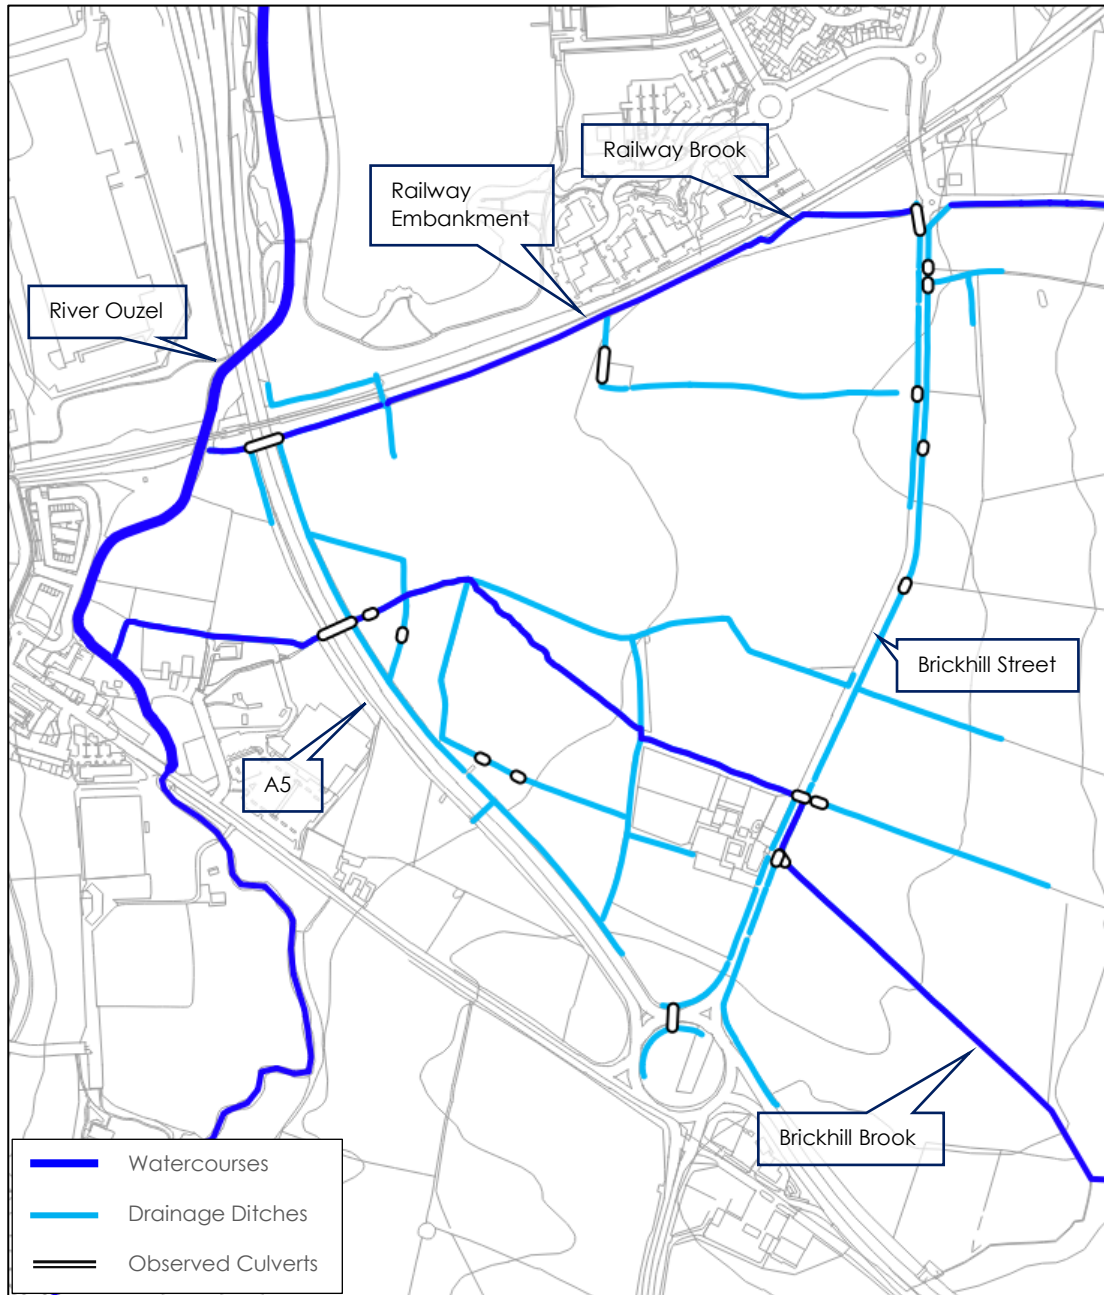 Railway Brook
Railway
Embankment
River Ouzel
Brickhill Street
A5
Brickhill Brook
Watercourses
Drainage Ditches
Observed Culverts